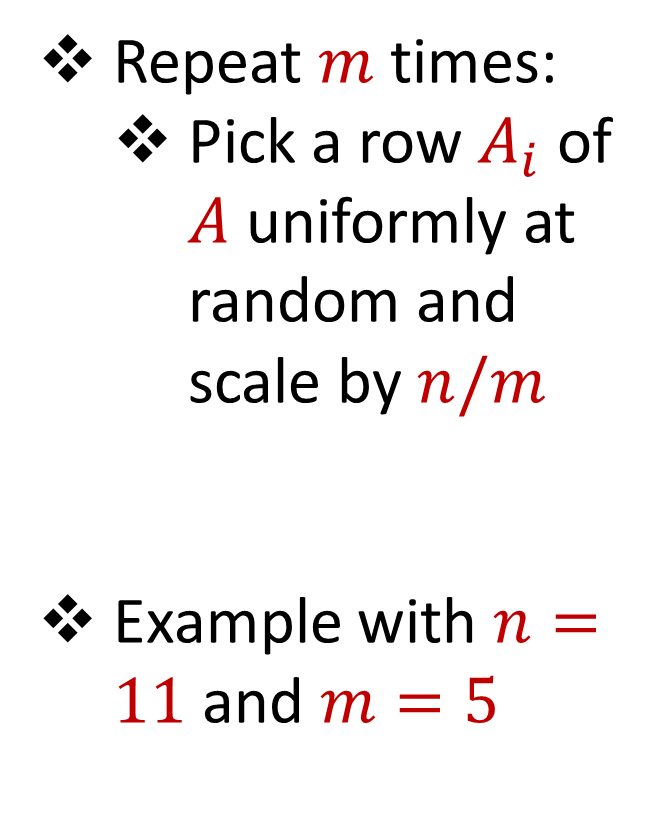 ❖ Repeat m times:
❖ Pick a row Aᵢ of
A uniformly at
random and
scale by n/m
❖ Example with n =
11 and m = 5